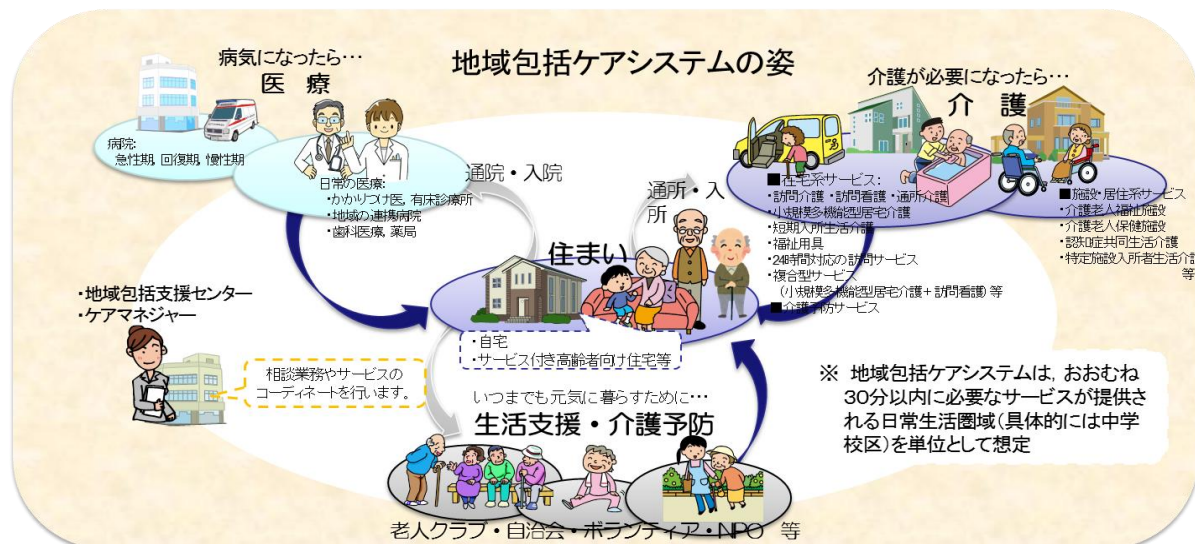 地域包括ケアシステムの姿
病気になったら…
医 療
病院:
急性期, 回復期, 慢性期
日常の医療:
・かかりつけ医, 有床診療所
・地域の連携病院
・歯科医療, 薬局
通院・入院
通所・入
所
介護が必要になったら…
介 護
■在宅系サービス:
・訪問介護 ・訪問看護 ・通所介護
・小規模多機能型居宅介護
・短期入所生活介護
・福祉用具
・24時間対応の訪問サービス
・複合型サービス
(小規模多機能型居宅介護+訪問看護) 等
■介護予防サービス
■施設・居住系サービス
・介護老人福祉施設
・介護老人保健施設
・認知症共同生活介護
・特定施設入所者生活介護
等
住まい
・自宅
・サービス付き高齢者向け住宅等
・地域包括支援センター
・ケアマネジャー
相談業務やサービスの
コーディネートを行います。
いつまでも元気に暮らすために…
生活支援・介護予防
老人クラブ・自治会・ボランティア・NPO 等
※ 地域包括ケアシステムは, おおむね
30分以内に必要なサービスが提供さ
れる日常生活圏域(具体的には中学
校区)を単位として想定